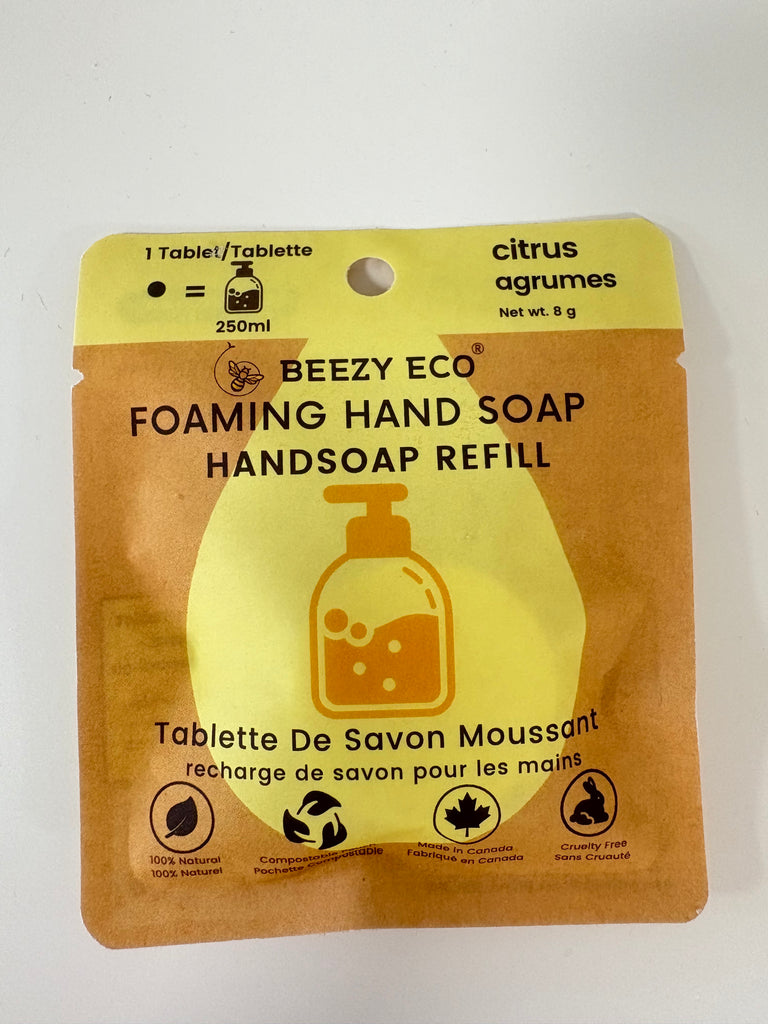 1 Tablet/Tablette
=
250ml
citrus
agrumes
Net wt. 8 g
BEEZY ECO®
FOAMING HAND SOAP
HANDSOAP REFILL
Tablette De Savon Moussant
recharge de savon pour les mains
100% Natural
100% Naturel
Compostable
Pochette Compostable
Made in Canada
Fabriqué en Canada
Cruelty Free
Sans Cruauté